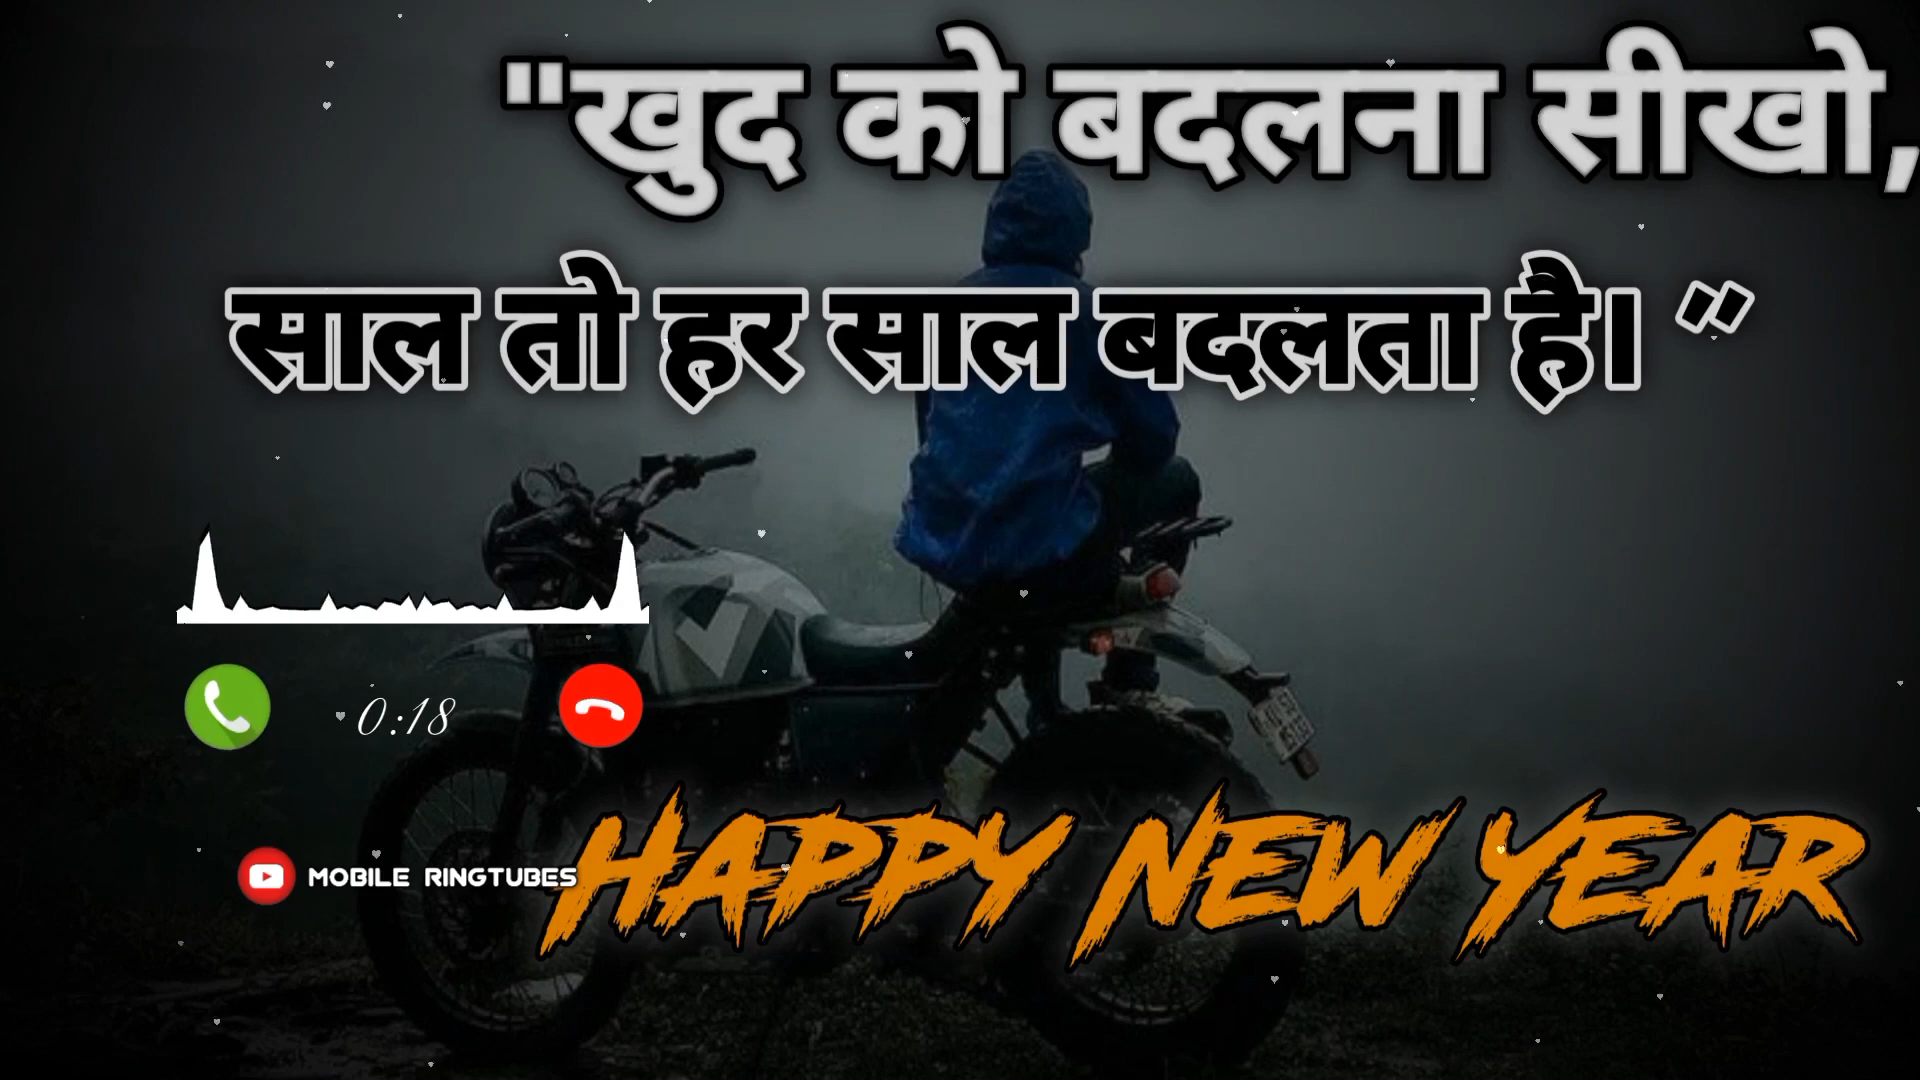 "खुद को बदलना सीखो,
साल तो हर साल बदलता है। ”
0:18
MOBILE RINGTUBES
HAPPY NEW YEAR